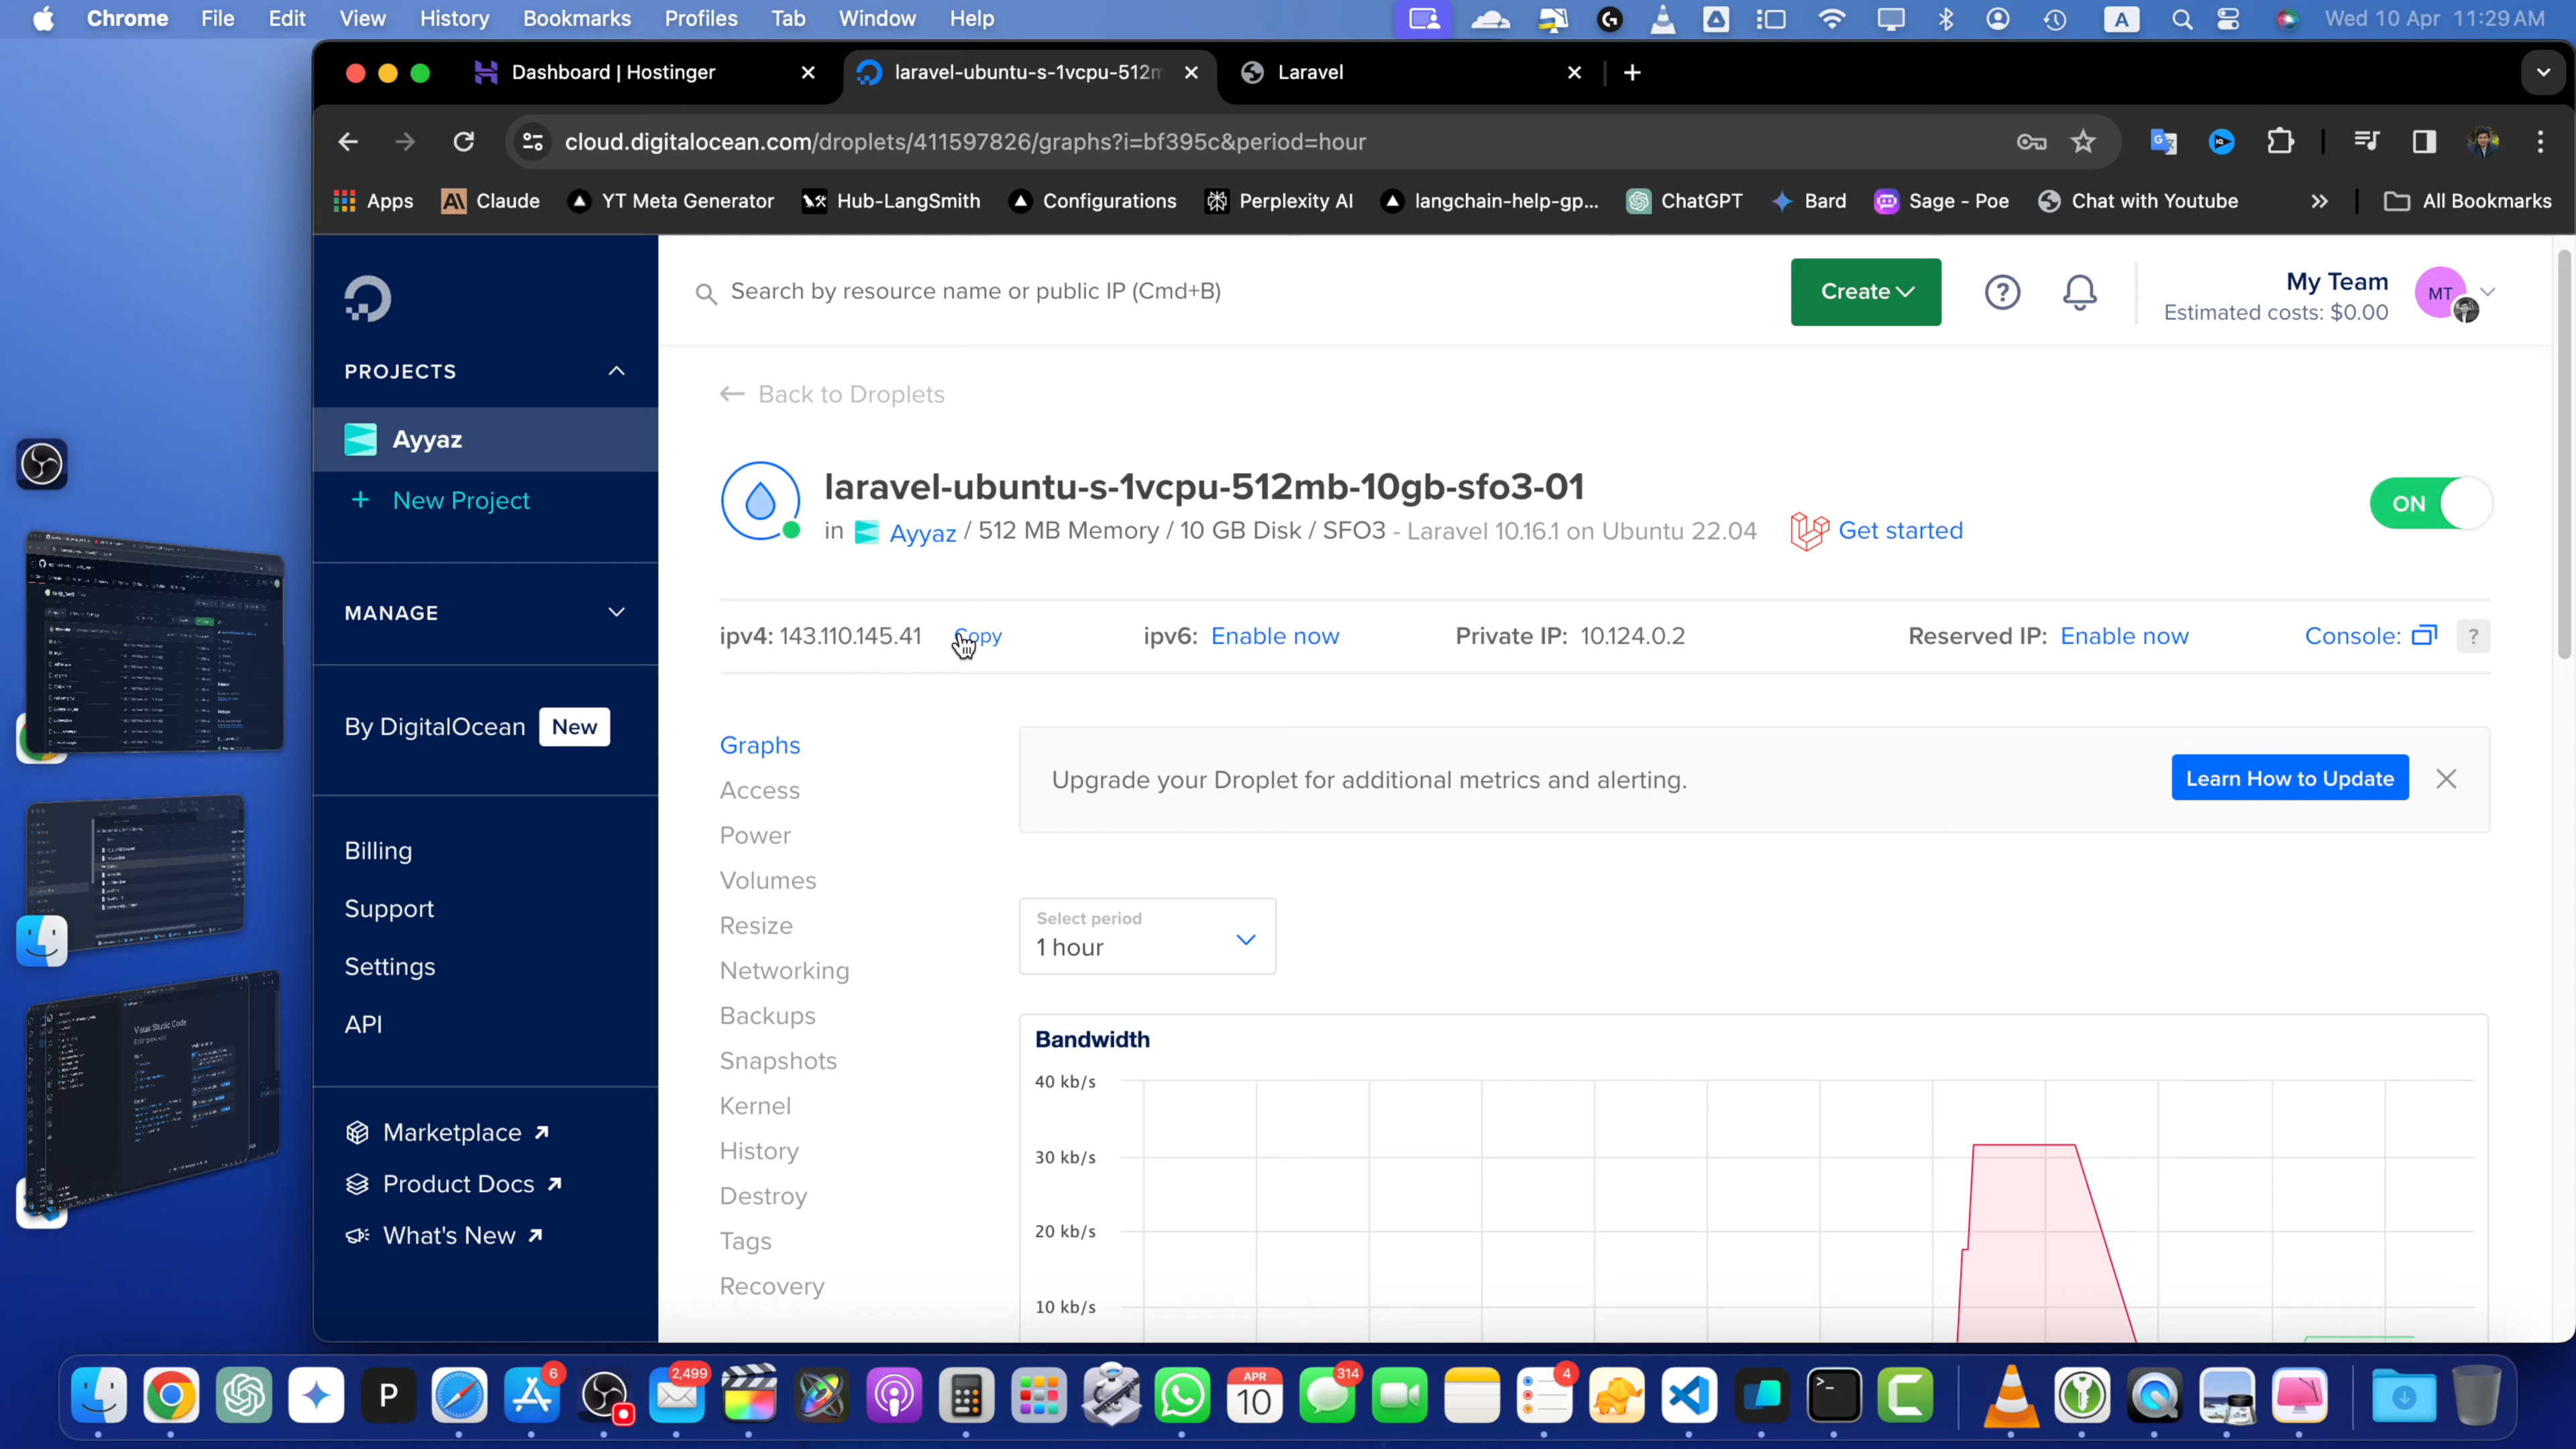 Chrome File Edit View History Bookmarks Profiles Tab Window Help A Wed 10 Apr 11:29 AM
Dashboard | Hostinger laravel-ubuntu-s-1vcpu-512m Laravel
cloud.digitalocean.com/droplets/411597826/graphs?i=bf395c&period=hour
Apps Claude YT Meta Generator Hub-LangSmith Configurations Perplexity AI langchain-help-gp... ChatGPT Bard Sage - Poe Chat with Youtube » All Bookmarks
Search by resource name or public IP (Cmd+B)
Create
My Team
Estimated costs: $0.00
MT
PROJECTS
Ayyaz
+ New Project
MANAGE
By DigitalOcean New
Billing
Support
Settings
API
Marketplace
Product Docs
What's New
← Back to Droplets
laravel-ubuntu-s-1vcpu-512mb-10gb-sfo3-01
in Ayyaz / 512 MB Memory / 10 GB Disk / SFO3 - Laravel 10.16.1 on Ubuntu 22.04 Get started
ON
ipv4: 143.110.145.41 Copy ipv6: Enable now Private IP: 10.124.0.2 Reserved IP: Enable now Console: ?
Graphs
Access
Power
Volumes
Resize
Networking
Backups
Snapshots
Kernel
History
Destroy
Tags
Recovery
Upgrade your Droplet for additional metrics and alerting.
Learn How to Update
Select period
1 hour
Bandwidth
40 kb/s
30 kb/s
20 kb/s
10 kb/s
Visual Studio Code
6 2,499 APR 10 314 4
P